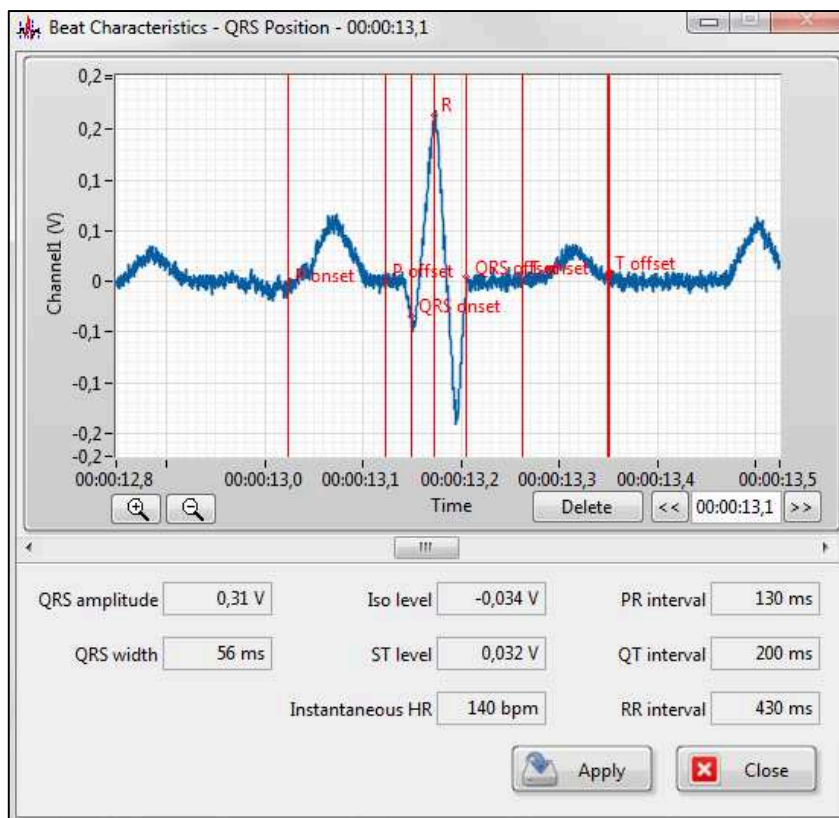 Beat Characteristics - QRS Position - 00:00:13,1
0,2
0,2
0,1
0,1
0
-0,1
-0,1
-0,2
-0,2
Channel1 (V)
R
P onset
P offset
QRS onset
QRS offset
T onset
T offset
00:00:12,8 00:00:13,0 00:00:13,1 00:00:13,2 00:00:13,3 00:00:13,4 00:00:13,5
Time
Delete << 00:00:13,1 >>
QRS amplitude 0,31 V Iso level -0,034 V PR interval 130 ms
QRS width 56 ms ST level 0,032 V QT interval 200 ms
Instantaneous HR 140 bpm RR interval 430 ms
Apply Close